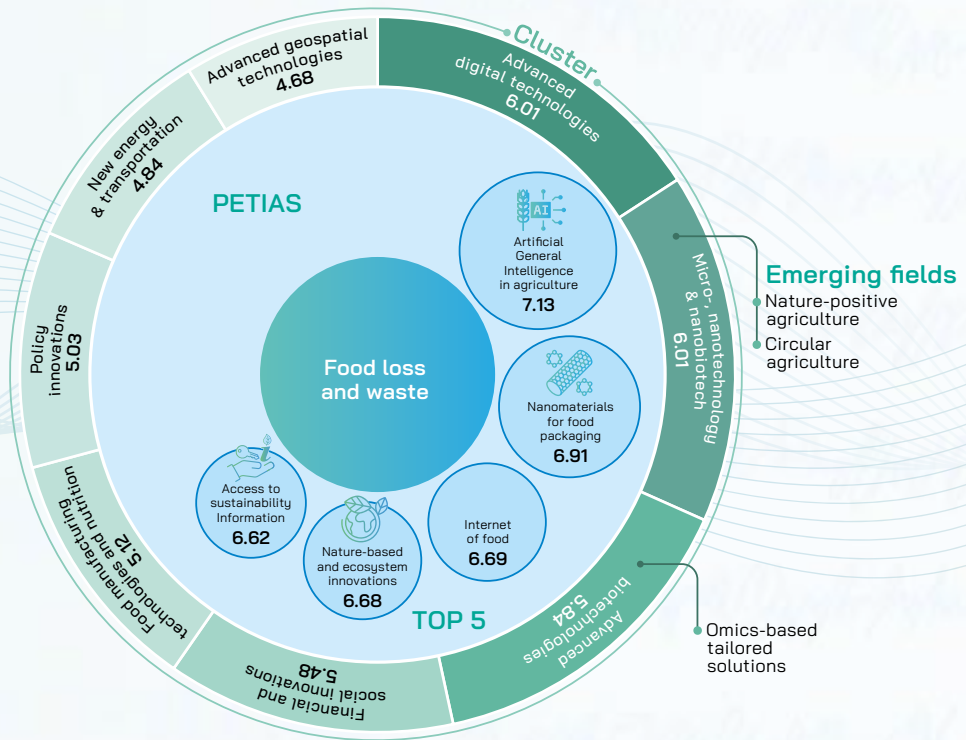 Cluster
Advanced
digital technologies
6.01
Micro-, nanotechnology
& nanobiotech
6.01
Advanced
biotechnologies
5.84
Financial and
social innovations
5.48
Food manufacturing
technologies and nutrition
5.12
Policy
innovations
5.03
New energy
& transportation
4.84
Advanced geospatial
technologies
4.68
PETIAS
Food loss
and waste
AI
Artificial
General
Intelligence
in agriculture
7.13
Nanomaterials
for food
packaging
6.91
Internet
of food
6.69
Nature-based
and ecosystem
innovations
6.68
Access to
sustainability
Information
6.62
TOP 5
Emerging fields
Nature-positive
agriculture
Circular
agriculture
Omics-based
tailored
solutions